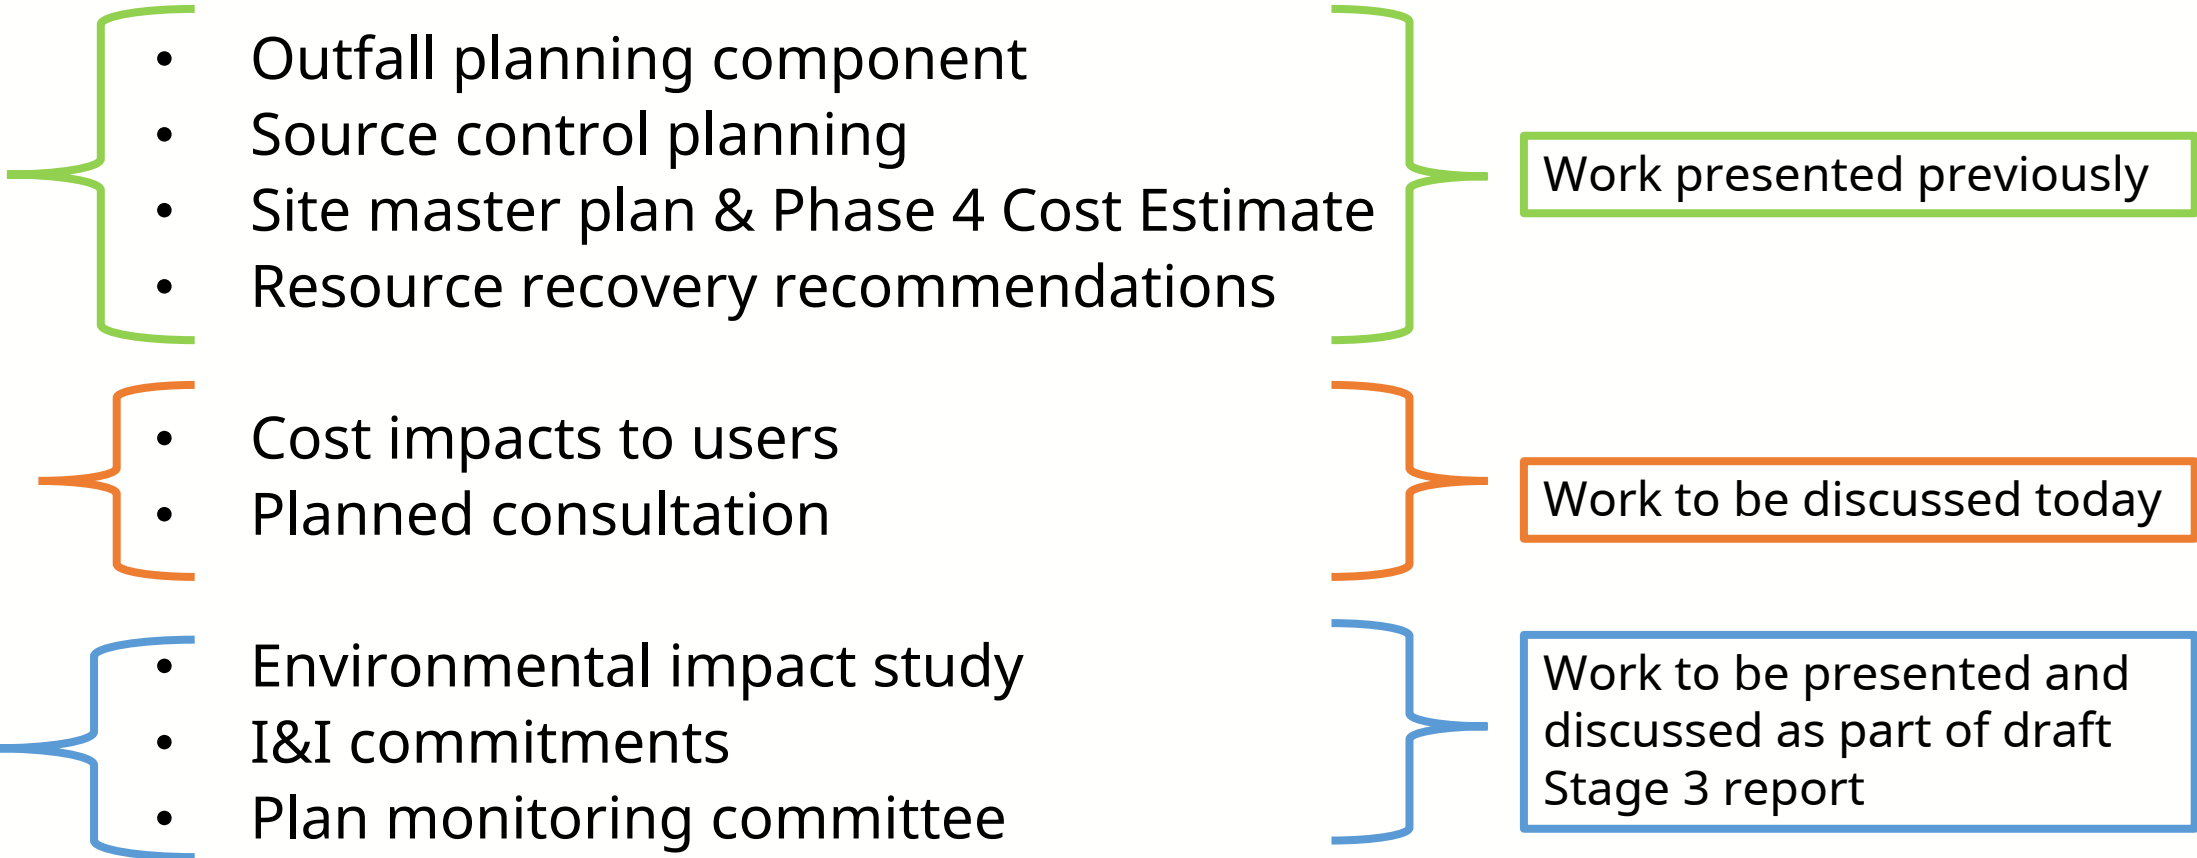 • Outfall planning component
• Source control planning
• Site master plan & Phase 4 Cost Estimate
• Resource recovery recommendations
Work presented previously
• Cost impacts to users
• Planned consultation
Work to be discussed today
• Environmental impact study
• I&I commitments
• Plan monitoring committee
Work to be presented and
discussed as part of draft
Stage 3 report